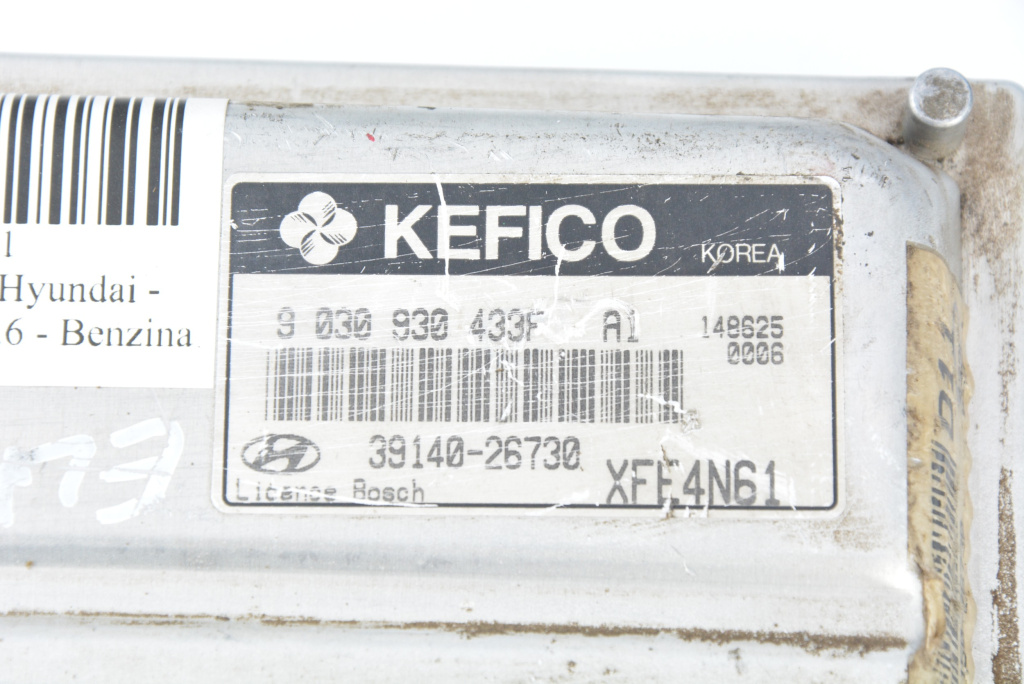 1
Hyundai -
6 - Benzina
KEFICO
KOREA
9 030 930 433F A1
148625
0006
39140-26730
XFE4N61
Licence Bosch